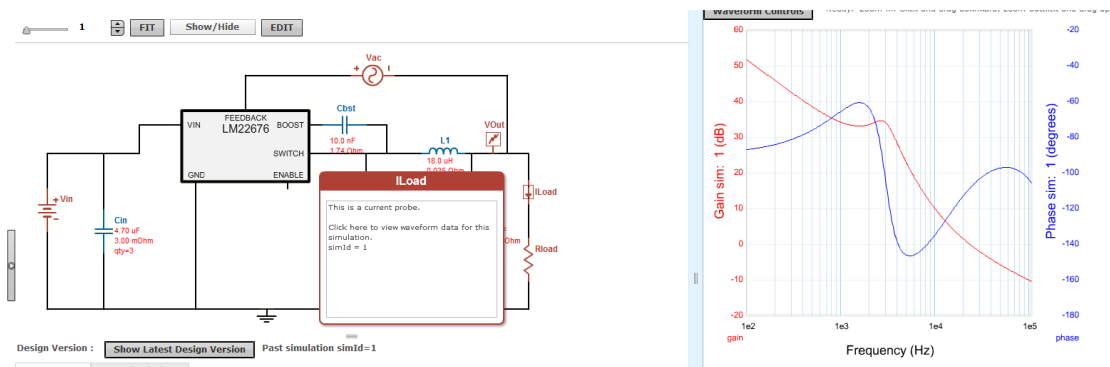 1
FIT
Show/Hide
EDIT
Vac
+
FEEDBACK
LM22676
VIN
BOOST
SWITCH
GND
ENABLE
Cbst
10.0 nF
1.74 Ohm
L1
18.0 uH
0.035 Ohm
VOut
ILoad
Vin
+
Cin
4.70 uF
3.00 mOhm
qty=3
ILoad
This is a current probe.
Click here to view waveform data for this
simulation.
simId = 1
Ohm
Rload
Design Version :
Show Latest Design Version
Past simulation simId=1
Waveform Controls
60
50
40
30
20
10
0
-10
-20
Gain sim: 1 (dB)
-20
-40
-60
-80
-100
-120
-140
-160
-180
Phase sim: 1 (degrees)
1e2
1e3
1e4
1e5
gain
phase
Frequency (Hz)